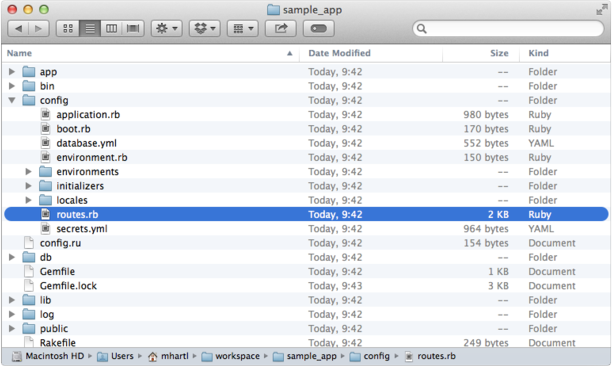 sample_app
Name Date Modified Size Kind
app Today, 9:42 -- Folder
bin Today, 9:42 -- Folder
config Today, 9:42 -- Folder
application.rb Today, 9:42 980 bytes Ruby
boot.rb Today, 9:42 170 bytes Ruby
database.yml Today, 9:42 552 bytes YAML
environment.rb Today, 9:42 150 bytes Ruby
environments Today, 9:42 -- Folder
initializers Today, 9:42 -- Folder
locales Today, 9:42 -- Folder
routes.rb Today, 9:42 2 KB Ruby
secrets.yml Today, 9:42 964 bytes YAML
config.ru Today, 9:42 154 bytes Document
db Today, 9:42 -- Folder
Gemfile Today, 9:42 1 KB Document
Gemfile.lock Today, 9:43 3 KB Document
lib Today, 9:42 -- Folder
log Today, 9:42 -- Folder
public Today, 9:42 -- Folder
Rakefile Today, 9:42 249 bytes Document
Macintosh HD Users mhartl workspace sample_app config routes.rb